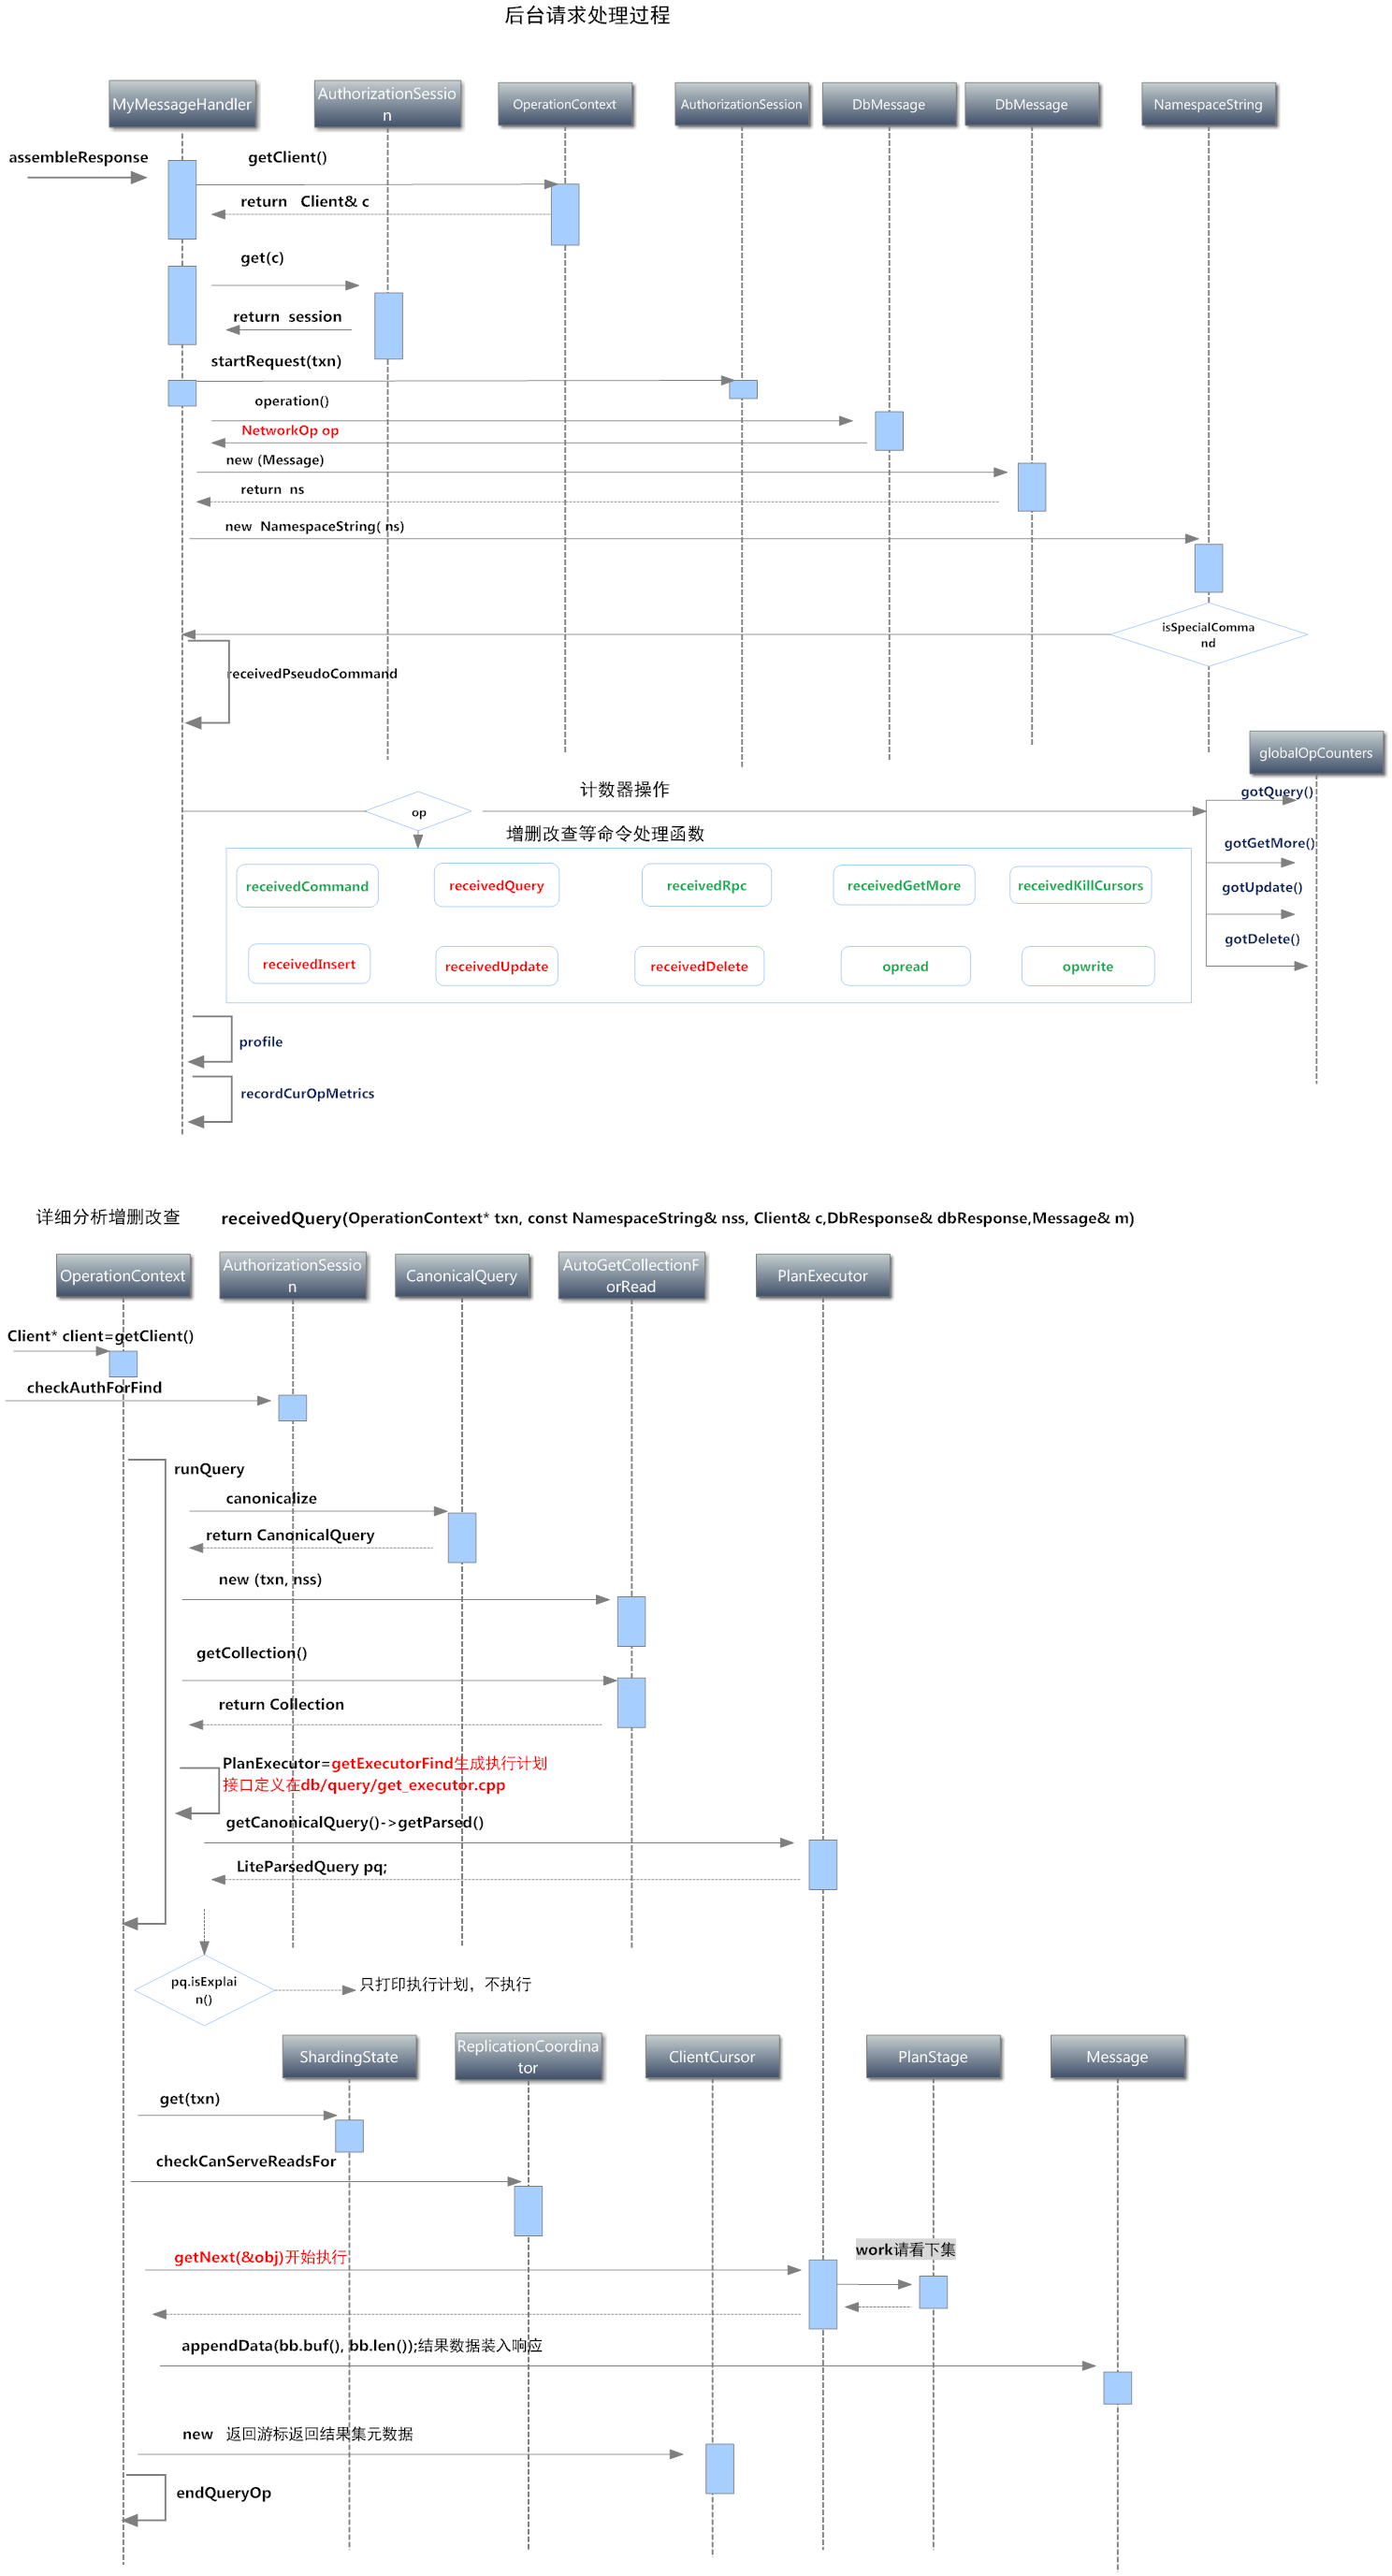 后台请求处理过程
MyMessageHandler
AuthorizationSessio
n
OperationContext
AuthorizationSession
DbMessage
DbMessage
NamespaceString
assembleResponse
getClient()
return   Client& c
get(c)
return  session
startRequest(txn)
operation()
NetworkOp op
new (Message)
return  ns
new  NamespaceString( ns)
isSpecialComma
nd
receivedPseudoCommand
globalOpCounters
计数器操作
op
gotQuery()
增删改查等命令处理函数
gotGetMore()
receivedCommand
receivedQuery
receivedRpc
receivedGetMore
receivedKillCursors
gotUpdate()
gotDelete()
receivedInsert
receivedUpdate
receivedDelete
opread
opwrite
profile
recordCurOpMetrics
详细分析增删改查
receivedQuery(OperationContext* txn, const NamespaceString& nss, Client& c,DbResponse& dbResponse,Message& m)
OperationContext
AuthorizationSessio
n
CanonicalQuery
AutoGetCollectionF
orRead
PlanExecutor
Client* client=getClient()
checkAuthForFind
runQuery
canonicalize
return CanonicalQuery
new (txn, nss)
getCollection()
return Collection
PlanExecutor=getExecutorFind生成执行计划
接口定义在db/query/get_executor.cpp
getCanonicalQuery()->getParsed()
LiteParsedQuery pq;
pq.isExplai
n()
只打印执行计划，不执行
ShardingState
ReplicationCoordina
tor
ClientCursor
PlanStage
Message
get(txn)
checkCanServeReadsFor
work请看下集
getNext(&obj)开始执行
appendData(bb.buf(), bb.len());结果数据装入响应
new   返回游标返回结果集元数据
endQueryOp